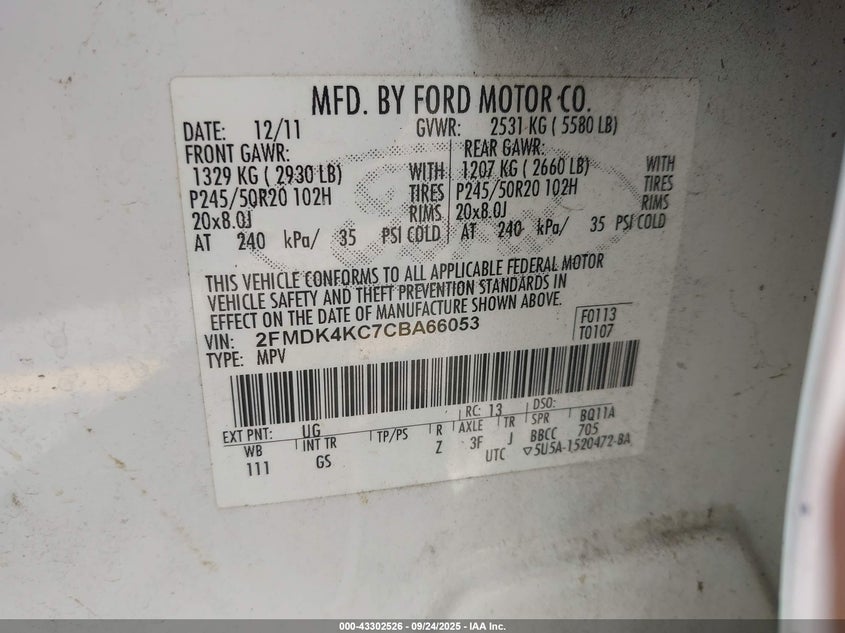 MFD. BY FORD MOTOR CO.
DATE: 12/11 GVWR: 2531 KG ( 5580 LB)
FRONT GAWR: REAR GAWR:
1329 KG ( 2930 LB) WITH 1207 KG ( 2660 LB) WITH
P245/50R20 102H TIRES P245/50R20 102H TIRES
20x8.0J RIMS 20x8.0J RIMS
AT 240 kPa/ 35 PSI COLD AT 240 kPa/ 35 PSI COLD
THIS VEHICLE CONFORMS TO ALL APPLICABLE FEDERAL MOTOR
VEHICLE SAFETY AND THEFT PREVENTION STANDARDS IN
EFFECT ON THE DATE OF MANUFACTURE SHOWN ABOVE.
VIN: 2FMDK4KC7CBA66053 F0113
TYPE: MPV T0107
EXT PNT: UG RC: 13 DSO: BQ11A
WB INT TR TP/PS R AXLE TR SPR 705
111 GS Z 3F J BBCC
UTC ▽5U5A-1520472-BA
000-43302526 - 09/24/2025 - IAA Inc.